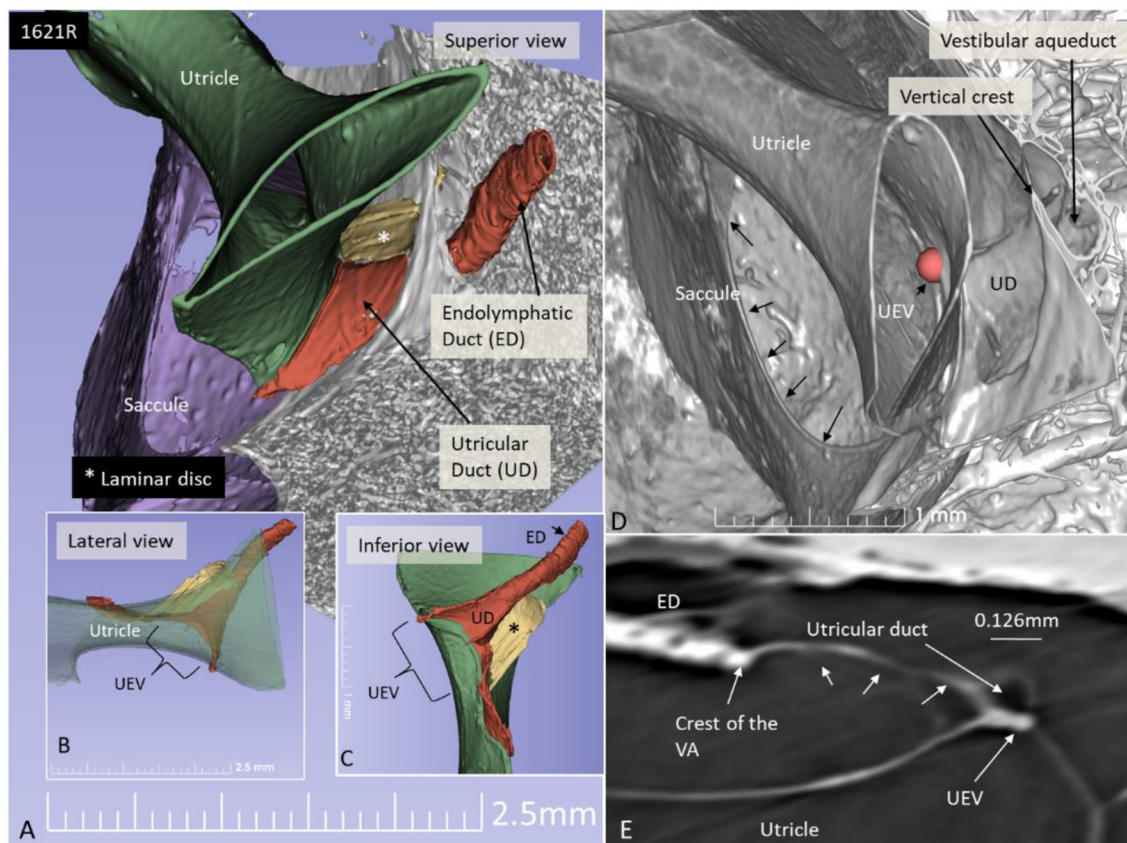 1621R
Superior view
Utricle
*
Endolymphatic
Duct (ED)
Saccule
Utricular
Duct (UD)
* Laminar disc
Lateral view
Utricle
UEV
B
2.5 mm
Inferior view
ED
UD
*
UEV
1 mm
C
A
2.5mm
Vestibular aqueduct
Vertical crest
Utricle
Saccule
UEV
UD
D
1 mm
ED
Utricular duct
0.126mm
Crest of the
VA
UEV
Utricle
E